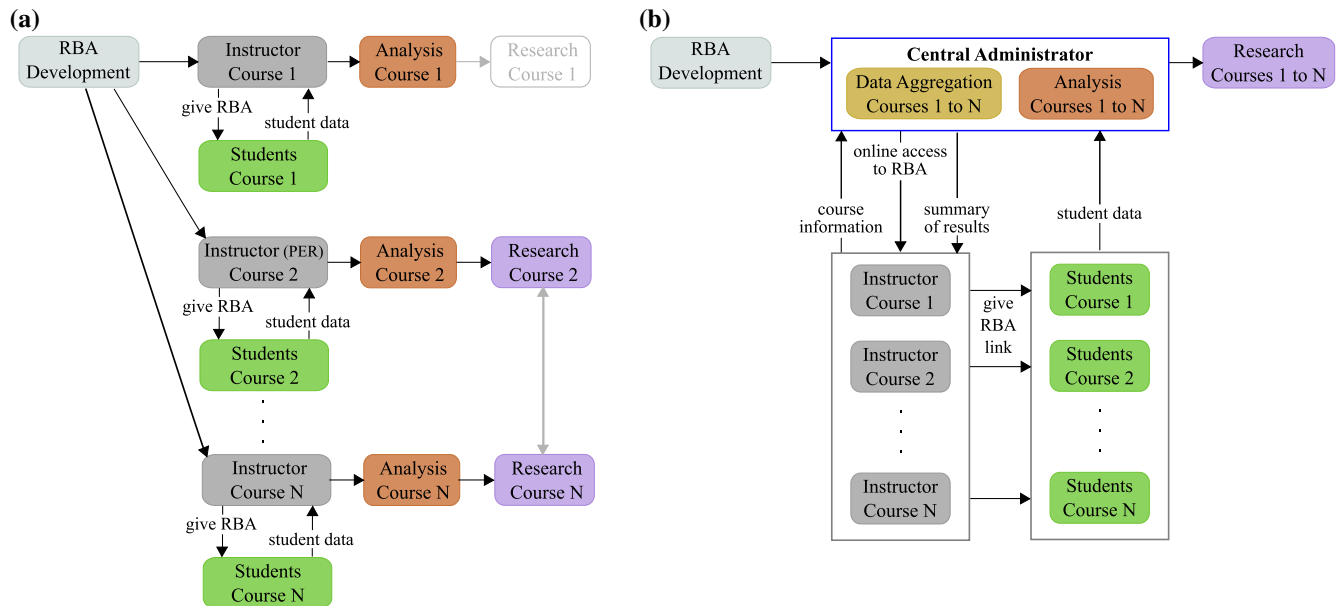 (a)
RBA
Development
Instructor
Course 1
Analysis
Course 1
Research
Course 1
give RBA
student data
Students
Course 1
Instructor (PER)
Course 2
Analysis
Course 2
Research
Course 2
give RBA
student data
Students
Course 2
Instructor
Course N
Analysis
Course N
Research
Course N
give RBA
student data
Students
Course N
(b)
RBA
Development
Central Administrator
Data Aggregation
Courses 1 to N
Analysis
Courses 1 to N
Research
Courses 1 to N
online access
to RBA
course
information
summary
of results
student data
Instructor
Course 1
give
RBA
link
Students
Course 1
Instructor
Course 2
Students
Course 2
Instructor
Course N
Students
Course N